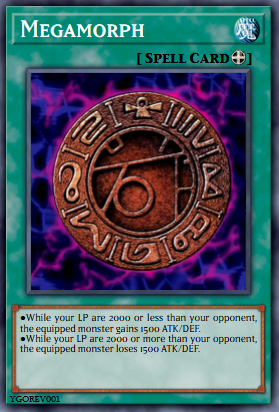 MEGAMORPH
[ SPELL CARD ]
●While your LP are 2000 or less than your opponent,
the equipped monster gains 1500 ATK/DEF.
●While your LP are 2000 or more than your opponent,
the equipped monster loses 1500 ATK/DEF.
YGOREV001